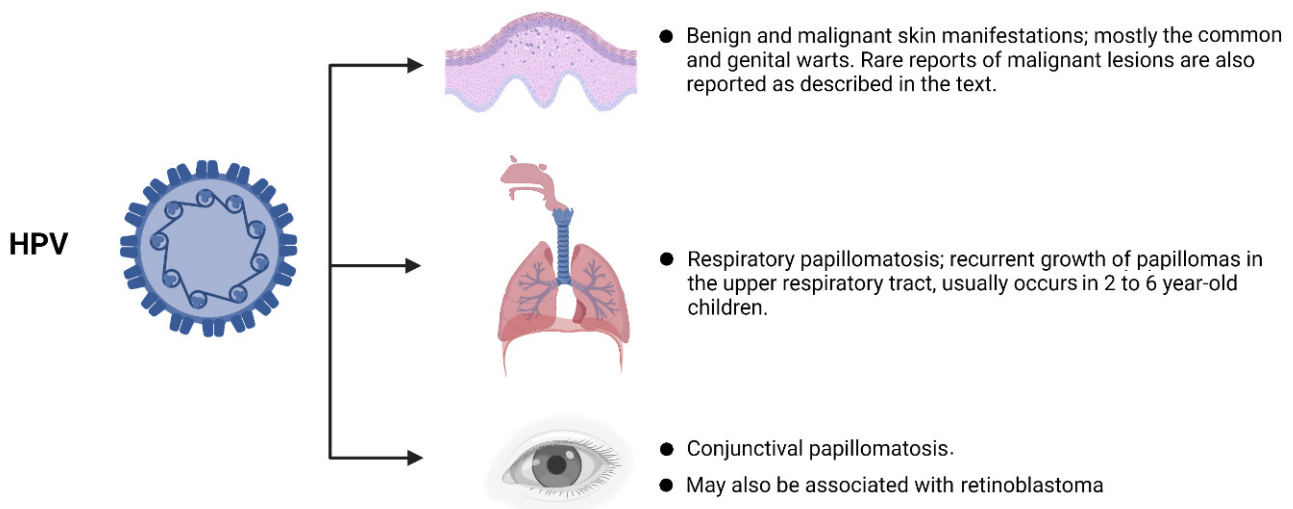 ● Benign and malignant skin manifestations; mostly the common
and genital warts. Rare reports of malignant lesions are also
reported as described in the text.
HPV
● Respiratory papillomatosis; recurrent growth of papillomas in
the upper respiratory tract, usually occurs in 2 to 6 year-old
children.
● Conjunctival papillomatosis.
● May also be associated with retinoblastoma